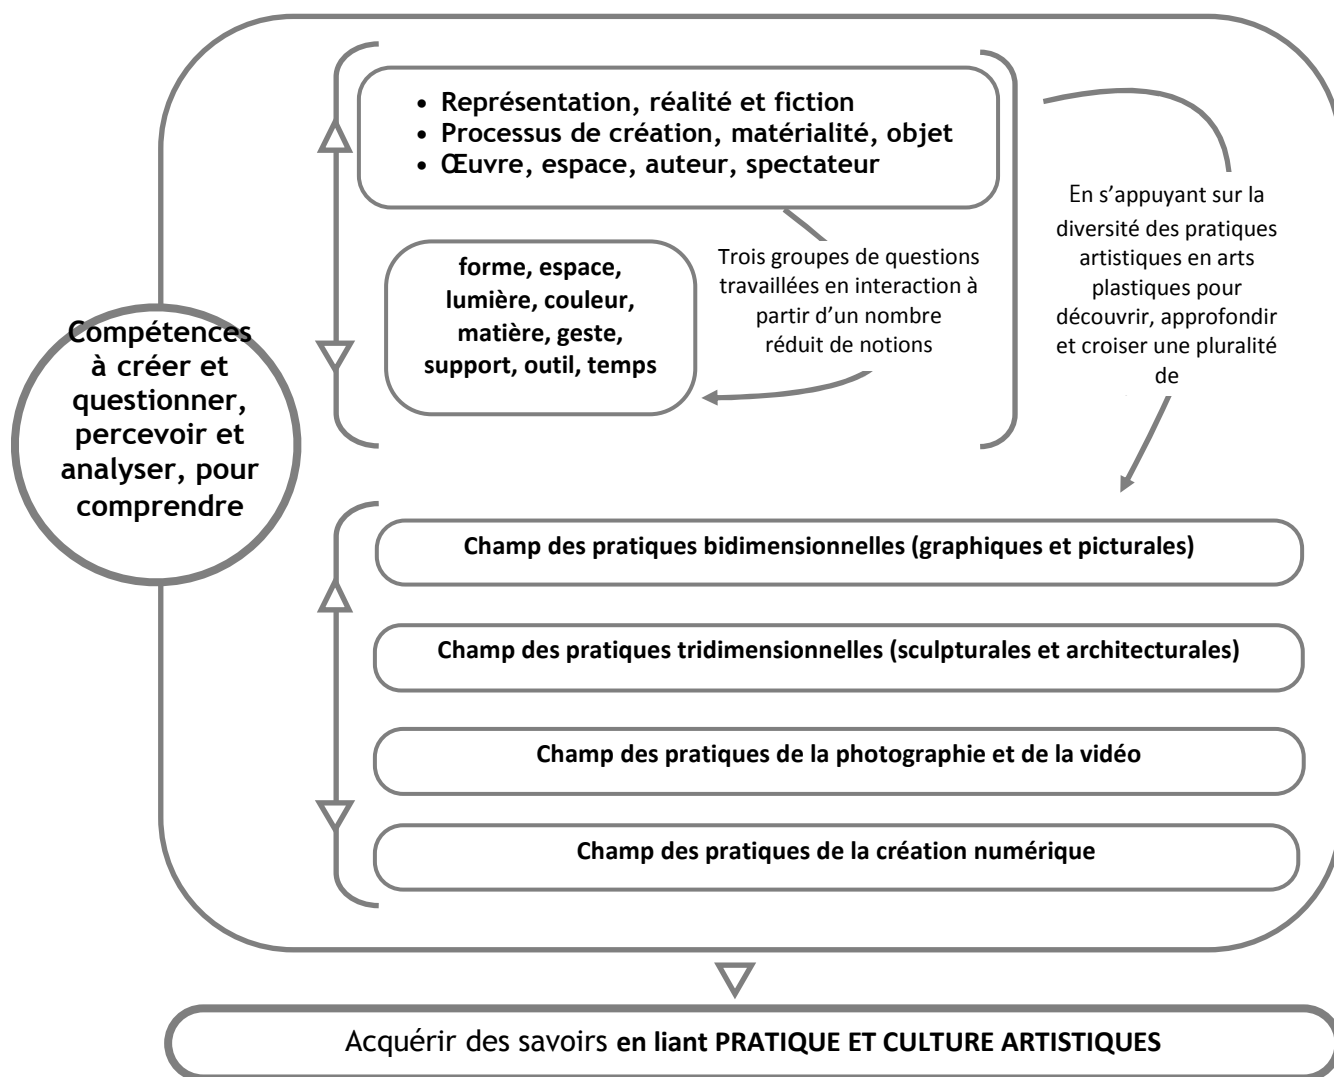 • Représentation, réalité et fiction
• Processus de création, matérialité, objet
• Œuvre, espace, auteur, spectateur
En s’appuyant sur la
diversité des pratiques
artistiques en arts
plastiques pour
découvrir, approfondir
et croiser une pluralité
de
Trois groupes de questions
travaillées en interaction à
partir d’un nombre
réduit de notions
forme, espace,
lumière, couleur,
matière, geste,
support, outil, temps
Compétences
à créer et
questionner,
percevoir et
analyser, pour
comprendre
Champ des pratiques bidimensionnelles (graphiques et picturales)
Champ des pratiques tridimensionnelles (sculpturales et architecturales)
Champ des pratiques de la photographie et de la vidéo
Champ des pratiques de la création numérique
Acquérir des savoirs en liant PRATIQUE ET CULTURE ARTISTIQUES